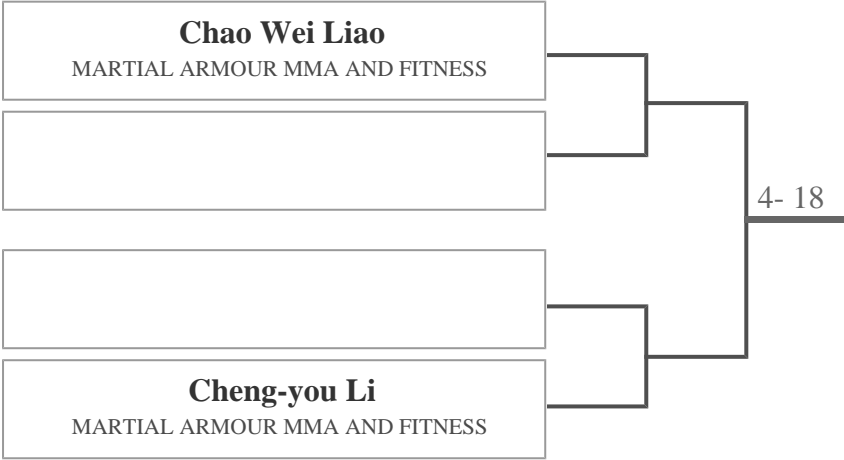 Chao Wei Liao
MARTIAL ARMOUR MMA AND FITNESS
4- 18
Cheng-you Li
MARTIAL ARMOUR MMA AND FITNESS